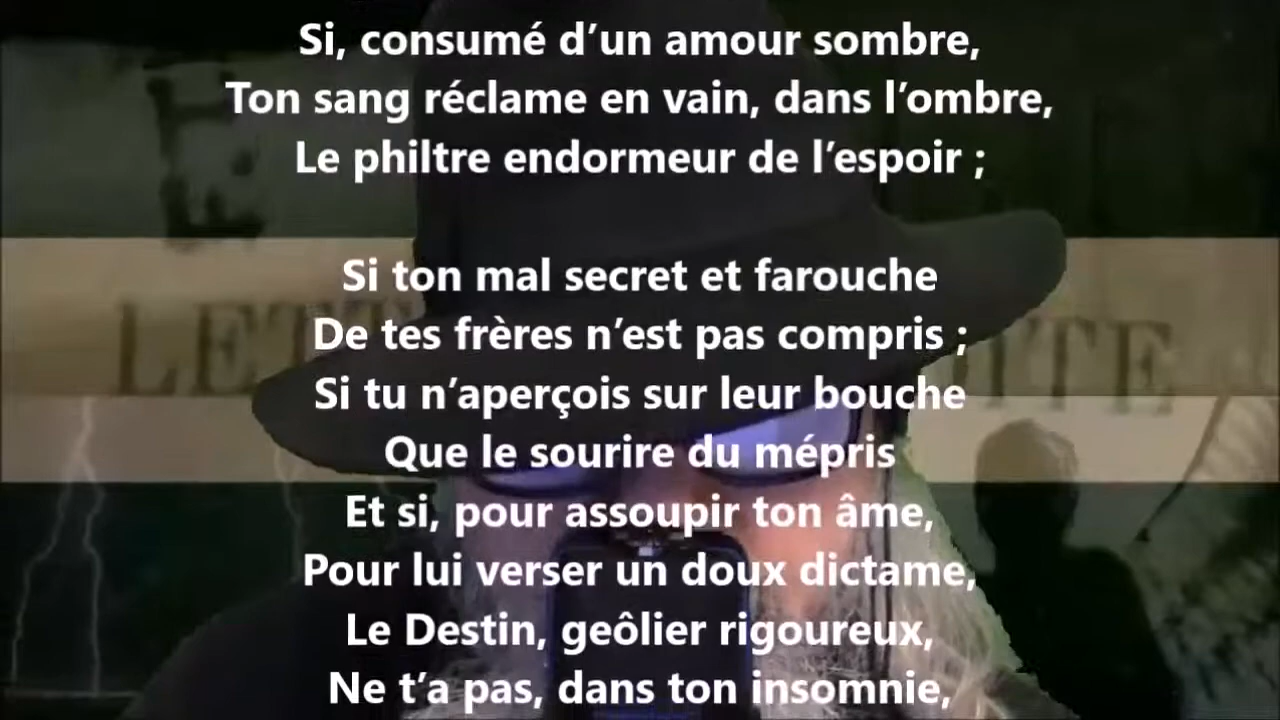 Si, consumé d’un amour sombre,
Ton sang réclame en vain, dans l’ombre,
Le philtre endormeur de l’espoir ;
Si ton mal secret et farouche
De tes frères n’est pas compris ;
Si tu n’aperçois sur leur bouche
Que le sourire du mépris
Et si, pour assoupir ton âme,
Pour lui verser un doux dictame,
Le Destin, geôlier rigoureux,
Ne t’a pas, dans ton insomnie,